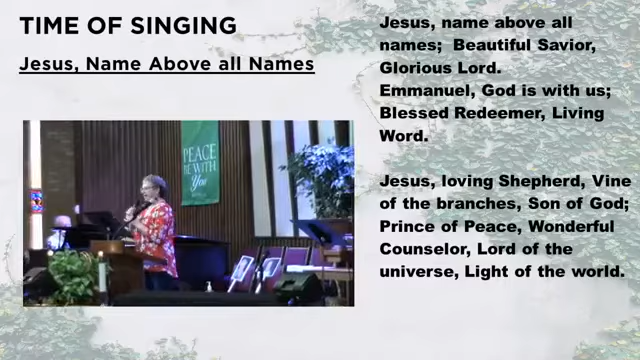 TIME OF SINGING
Jesus, Name Above all Names
Jesus, name above all
names;  Beautiful Savior,
Glorious Lord.
Emmanuel, God is with us;
Blessed Redeemer, Living
Word.
Jesus, loving Shepherd, Vine
of the branches, Son of God;
Prince of Peace, Wonderful
Counselor, Lord of the
universe, Light of the world.
PEACE
BE WITH
You